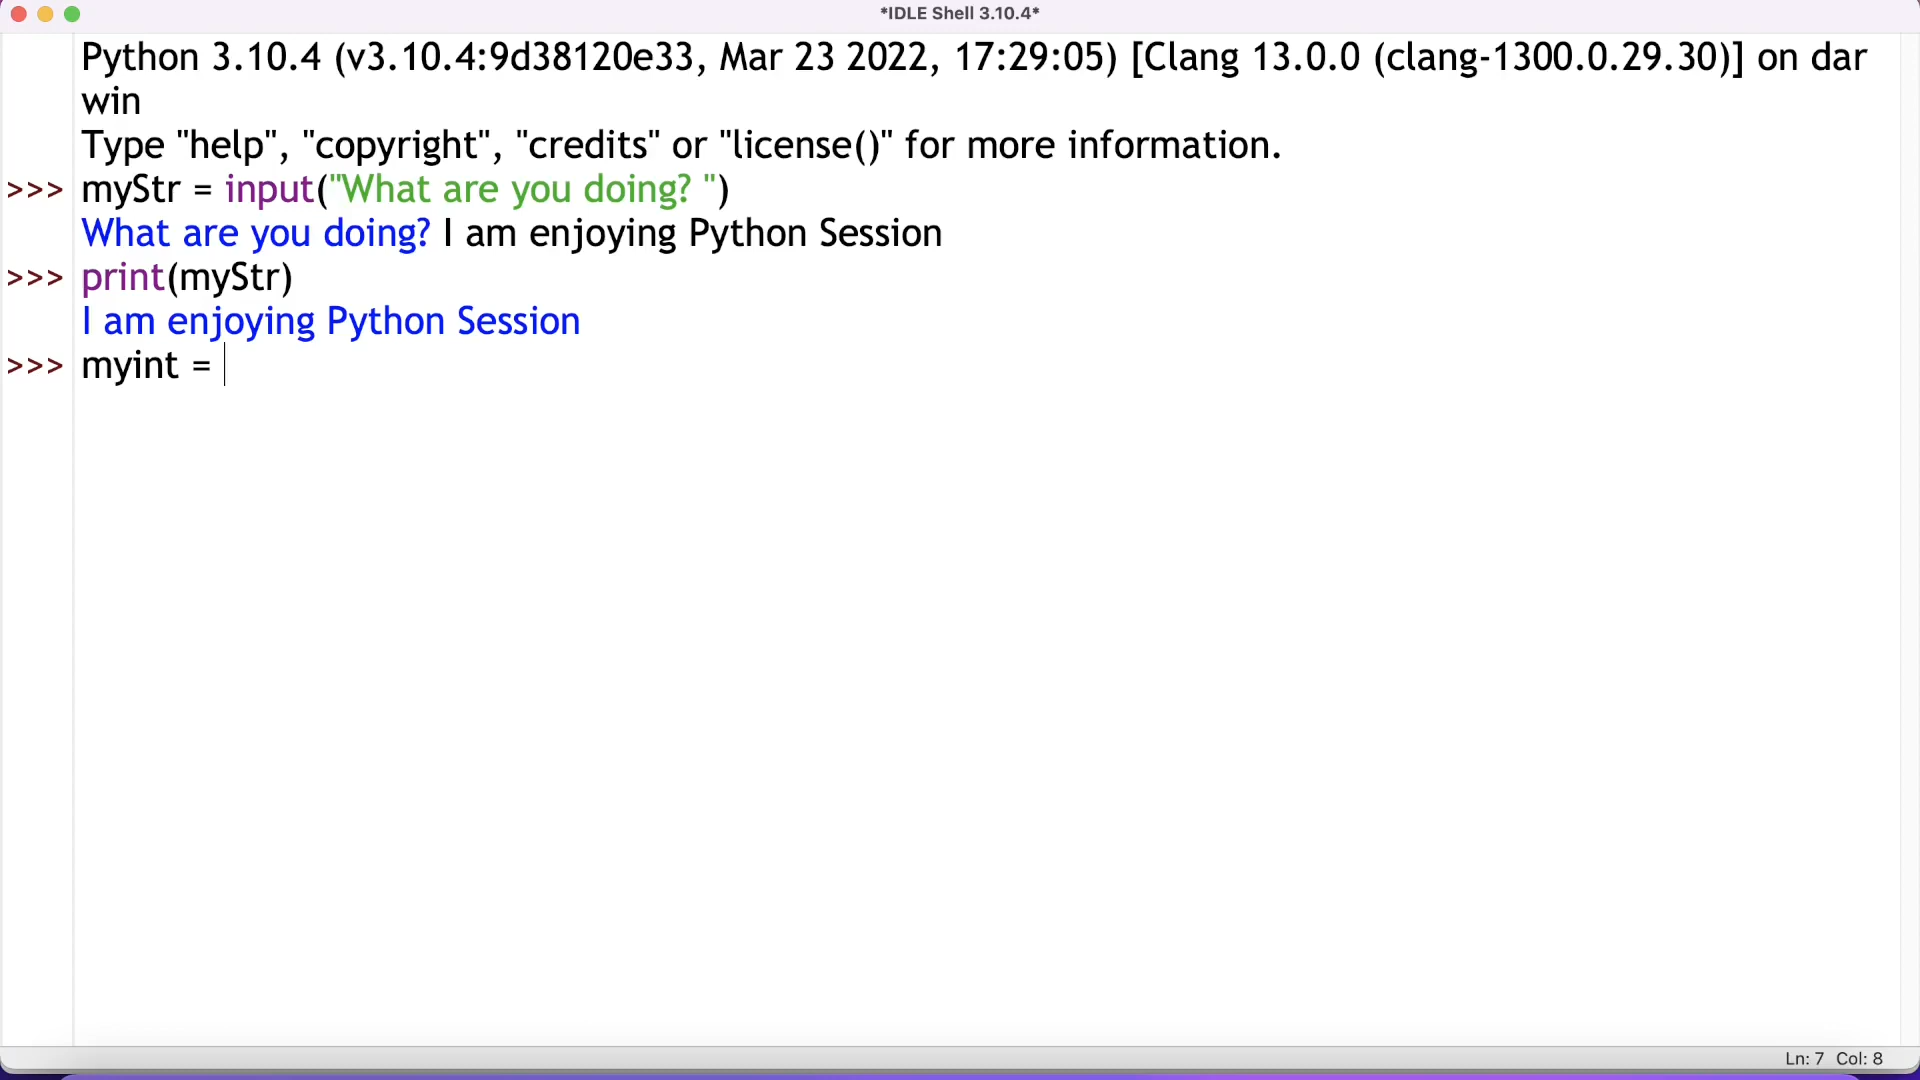 *IDLE Shell 3.10.4*
Python 3.10.4 (v3.10.4:9d38120e33, Mar 23 2022, 17:29:05) [Clang 13.0.0 (clang-1300.0.29.30)] on dar
win
Type "help", "copyright", "credits" or "license()" for more information.
>>> myStr = input("What are you doing? ")
What are you doing? I am enjoying Python Session
>>> print(myStr)
I am enjoying Python Session
>>> myint =
Ln: 7 Col: 8